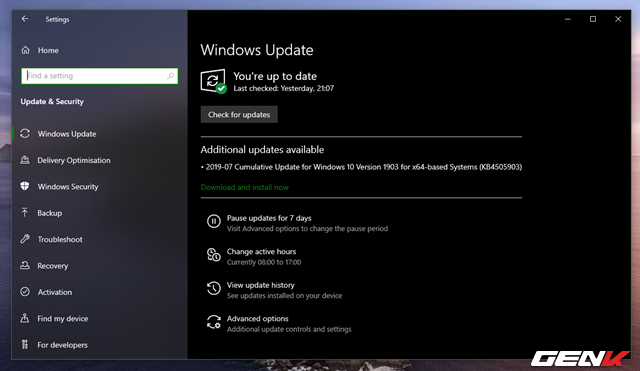 Settings
Home
Find a setting
Update & Security
Windows Update
Delivery Optimisation
Windows Security
Backup
Troubleshoot
Recovery
Activation
Find my device
For developers
Windows Update
You're up to date
Last checked: Yesterday, 21:07
Check for updates
Additional updates available
• 2019-07 Cumulative Update for Windows 10 Version 1903 for x64-based Systems (KB4505903)
Download and install now
Pause updates for 7 days
Visit Advanced options to change the pause period
Change active hours
Currently 08:00 to 17:00
View update history
See updates installed on your device
Advanced options
Additional update controls and settings
GENK